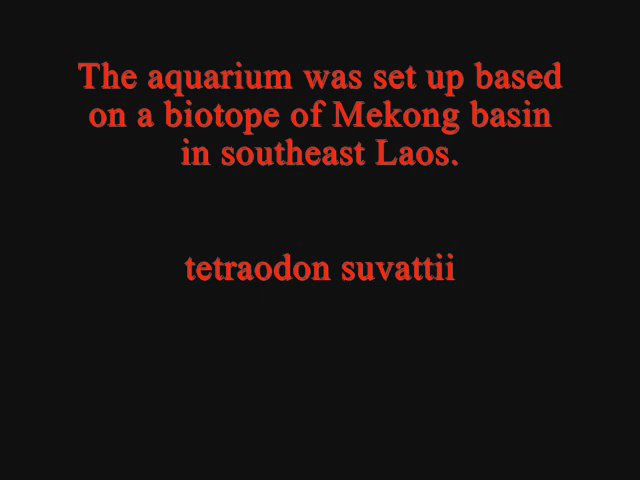 The aquarium was set up based
on a biotope of Mekong basin
in southeast Laos.
tetraodon suvattii